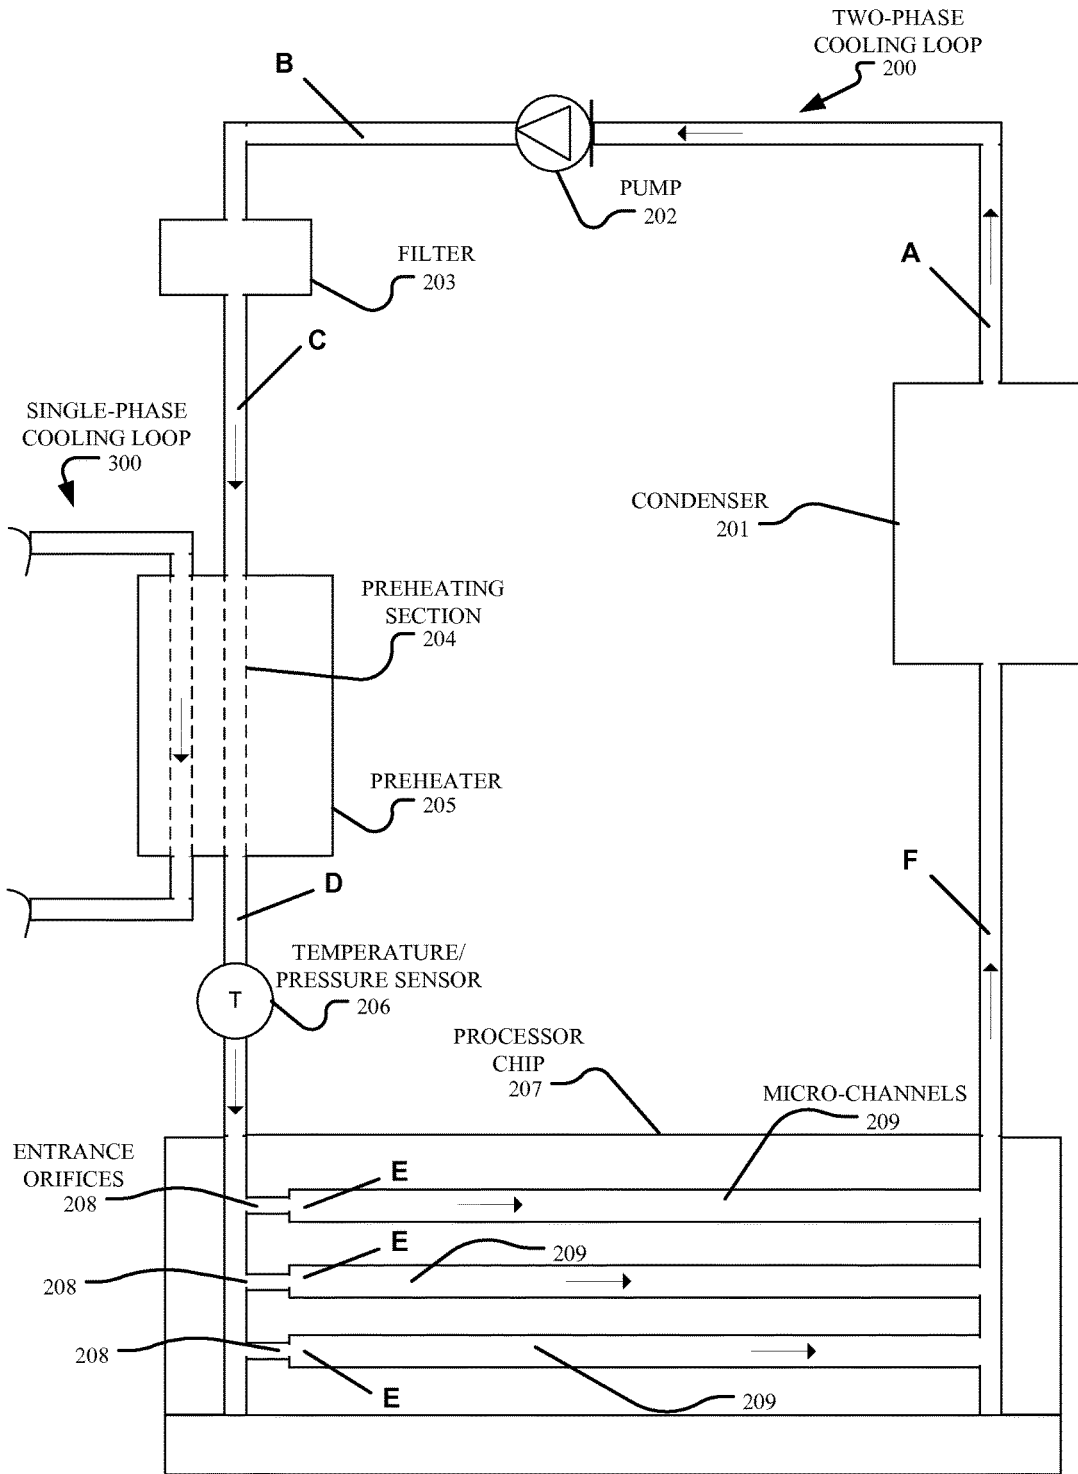 TWO-PHASE
COOLING LOOP
200
B
PUMP
202
FILTER
203
A
C
SINGLE-PHASE
COOLING LOOP
300
CONDENSER
201
PREHEATING
SECTION
204
PREHEATER
205
F
D
TEMPERATURE/
PRESSURE SENSOR
206
T
PROCESSOR
CHIP
207
MICRO-CHANNELS
209
ENTRANCE
ORIFICES
208
E
E
209
208
208
E
209